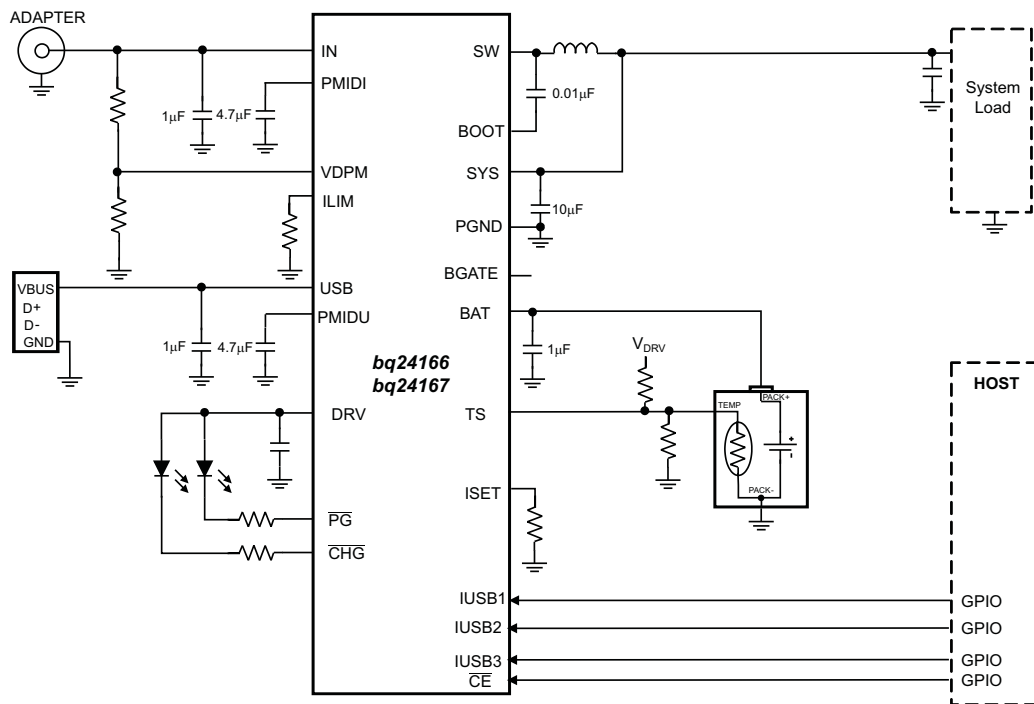 ADAPTER
IN
PMIDI
1μF
4.7μF
VDPM
ILIM
VBUS
D+
D-
GND
USB
PMIDU
1μF
4.7μF
bq24166
bq24167
DRV
PG
CHG
SW
0.01μF
BOOT
SYS
10μF
PGND
BGATE
BAT
1μF
VDRV
TS
TEMP
PACK+
+
-
PACK-
ISET
IUSB1
IUSB2
IUSB3
CE
System
Load
HOST
GPIO
GPIO
GPIO
GPIO